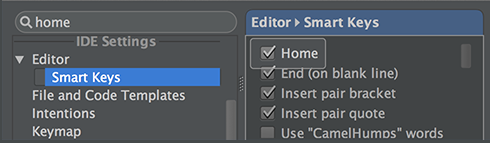 home
IDE Settings
Editor
Smart Keys
File and Code Templates
Intentions
Keymap
Editor ▸ Smart Keys
Home
End (on blank line)
Insert pair bracket
Insert pair quote
Use "CamelHumps" words